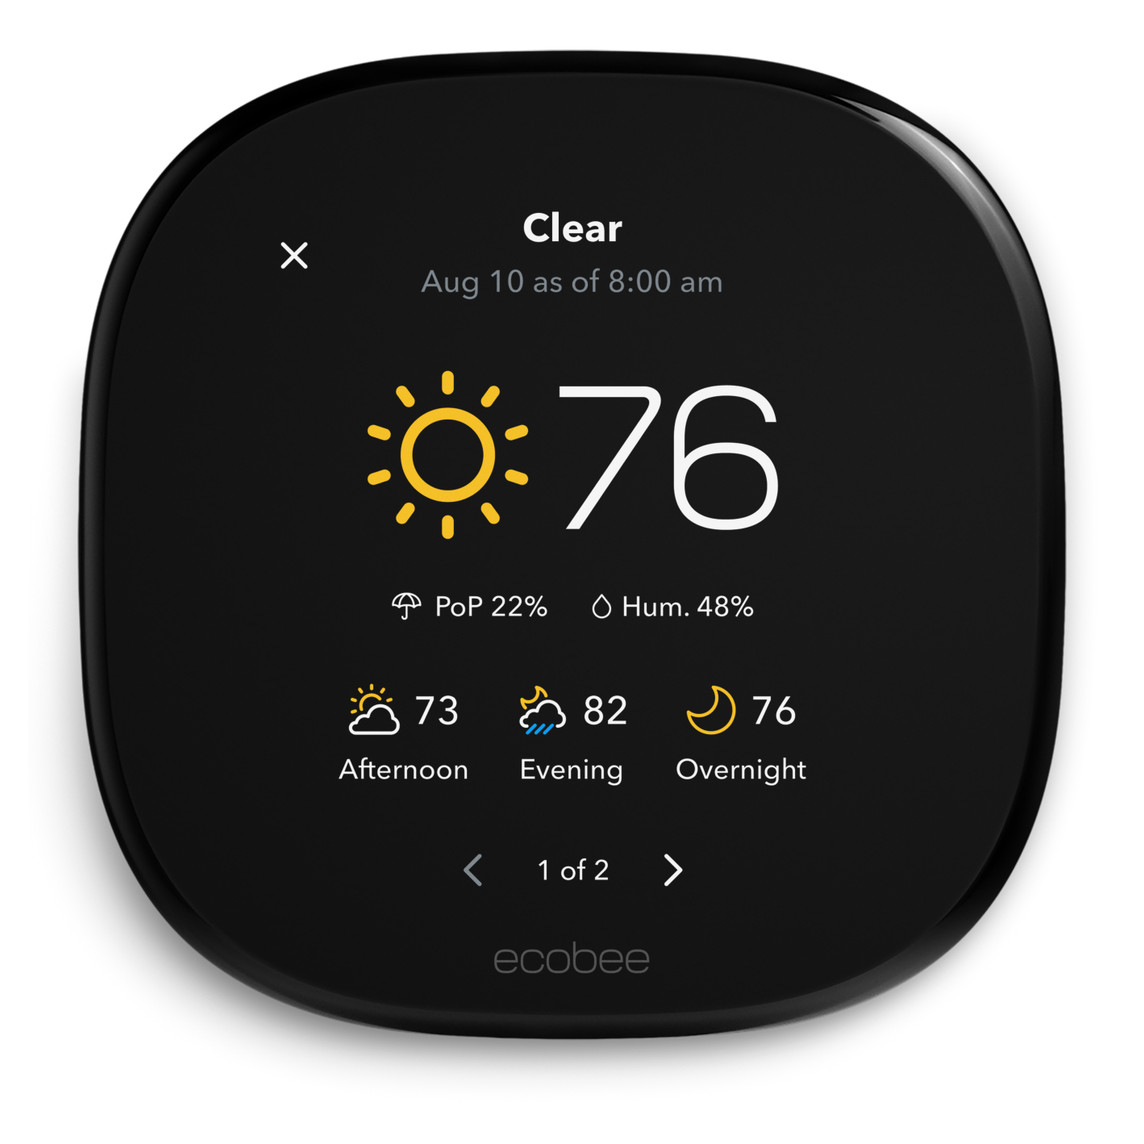 Clear
Aug 10 as of 8:00 am
76
PoP 22% Hum. 48%
73 82 76
Afternoon Evening Overnight
1 of 2
ecobee